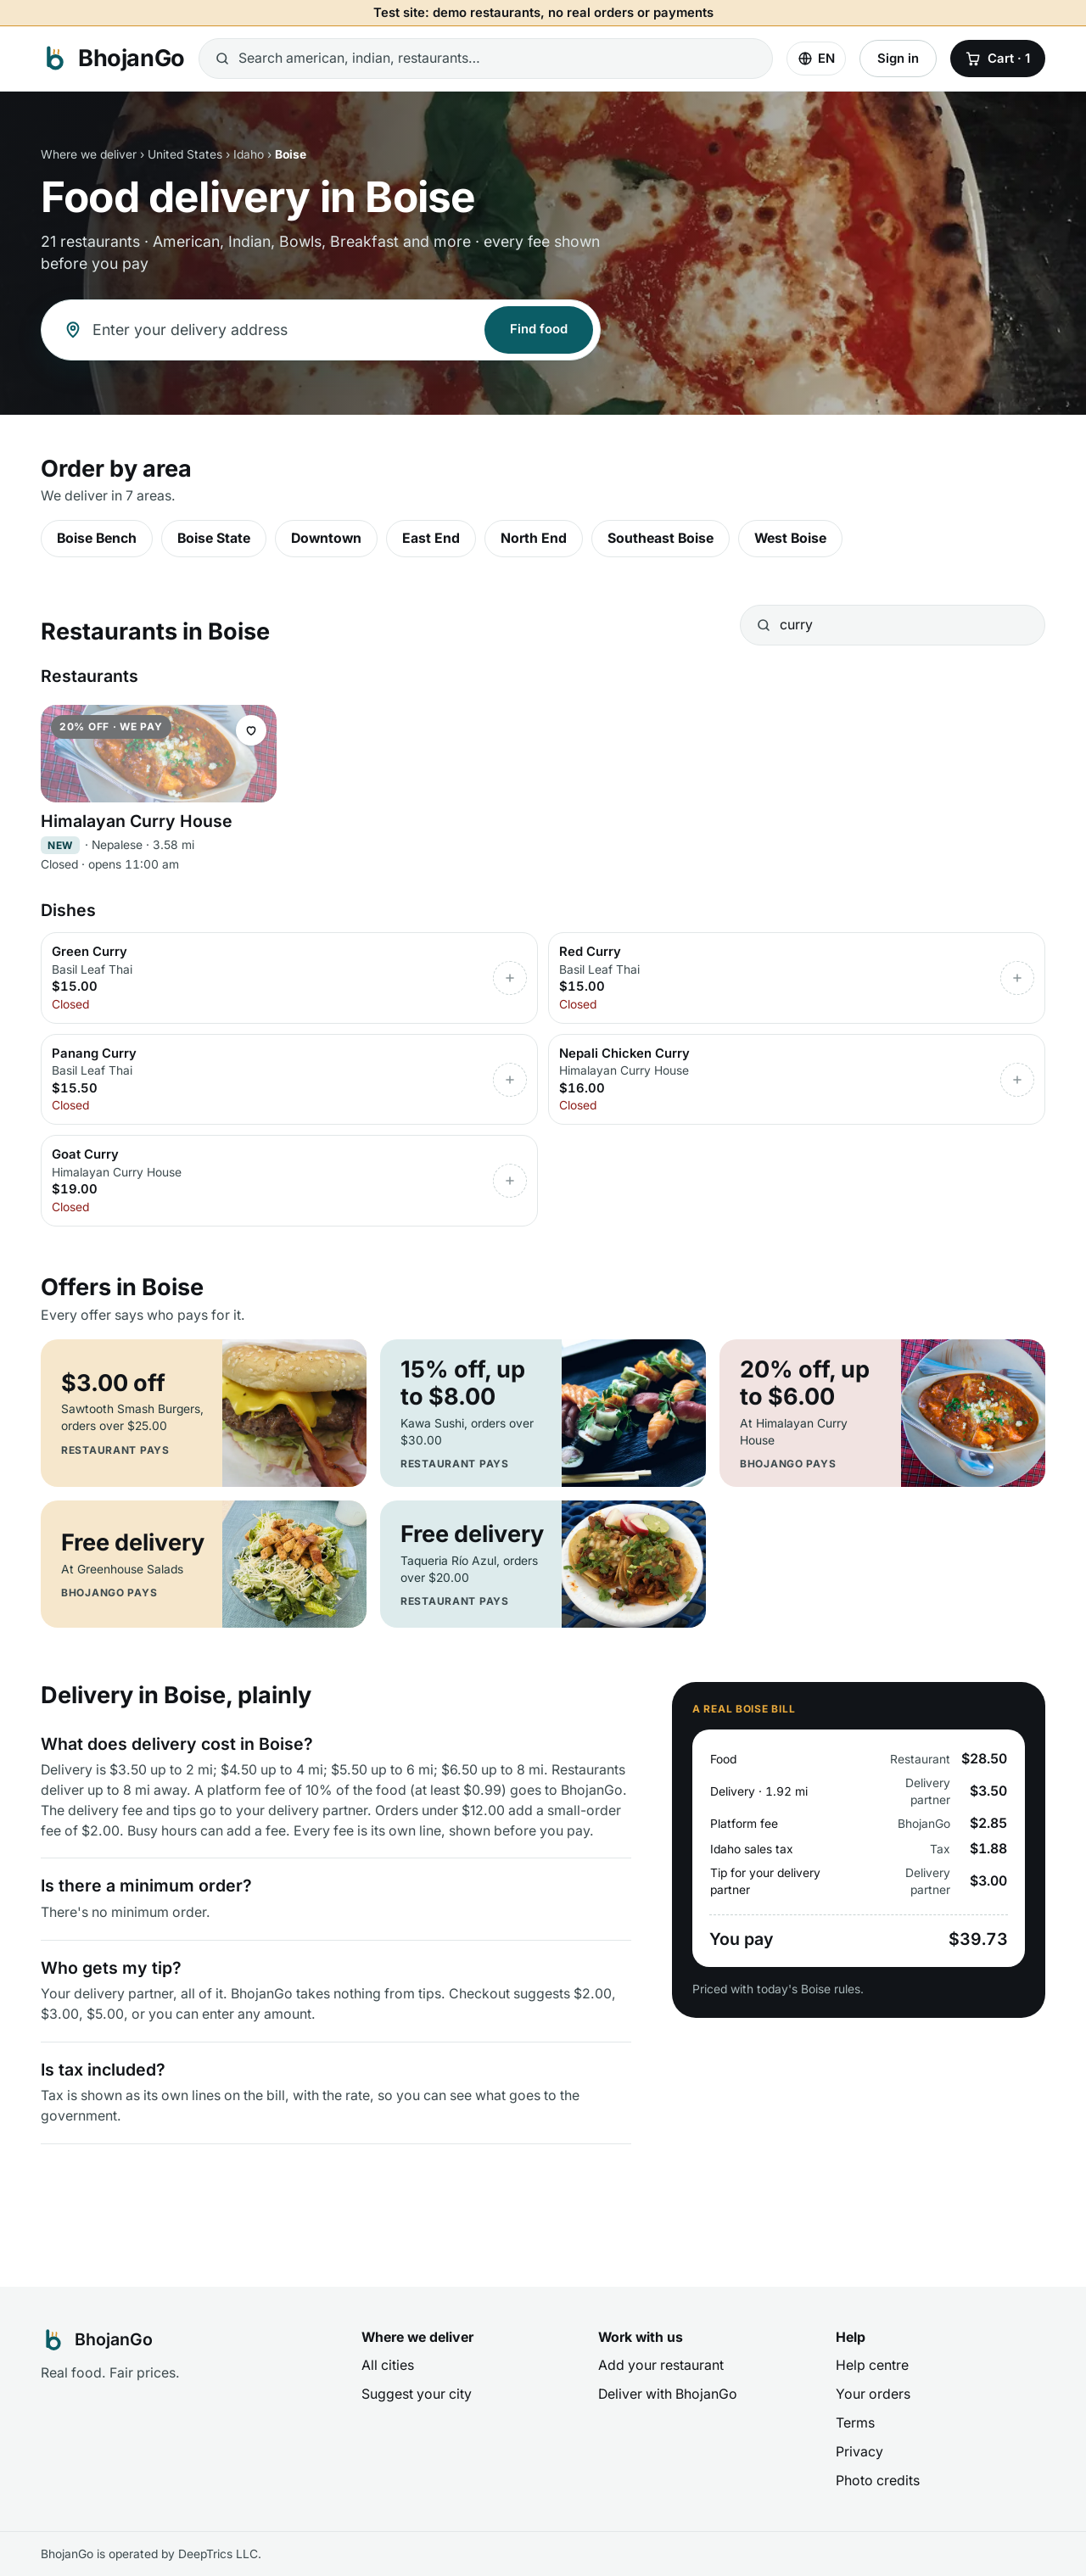 Test site: demo restaurants, no real orders or payments
BhojanGo
Search american, indian, restaurants...
EN
Sign in
Cart · 1
Where we deliver › United States › Idaho › Boise
Food delivery in Boise
21 restaurants · American, Indian, Bowls, Breakfast and more · every fee shown
before you pay
Enter your delivery address
Find food
Order by area
We deliver in 7 areas.
Boise Bench
Boise State
Downtown
East End
North End
Southeast Boise
West Boise
Restaurants in Boise
curry
Restaurants
20% OFF · WE PAY
Himalayan Curry House
NEW · Nepalese · 3.58 mi
Closed · opens 11:00 am
Dishes
Green Curry
Basil Leaf Thai
$15.00
Closed
Red Curry
Basil Leaf Thai
$15.00
Closed
Panang Curry
Basil Leaf Thai
$15.50
Closed
Nepali Chicken Curry
Himalayan Curry House
$16.00
Closed
Goat Curry
Himalayan Curry House
$19.00
Closed
Offers in Boise
Every offer says who pays for it.
$3.00 off
Sawtooth Smash Burgers,
orders over $25.00
RESTAURANT PAYS
15% off, up
to $8.00
Kawa Sushi, orders over
$30.00
RESTAURANT PAYS
20% off, up
to $6.00
At Himalayan Curry
House
BHOJANGO PAYS
Free delivery
At Greenhouse Salads
BHOJANGO PAYS
Free delivery
Taqueria Río Azul, orders
over $20.00
RESTAURANT PAYS
Delivery in Boise, plainly
What does delivery cost in Boise?
Delivery is $3.50 up to 2 mi; $4.50 up to 4 mi; $5.50 up to 6 mi; $6.50 up to 8 mi. Restaurants
deliver up to 8 mi away. A platform fee of 10% of the food (at least $0.99) goes to BhojanGo.
The delivery fee and tips go to your delivery partner. Orders under $12.00 add a small-order
fee of $2.00. Busy hours can add a fee. Every fee is its own line, shown before you pay.
Is there a minimum order?
There's no minimum order.
Who gets my tip?
Your delivery partner, all of it. BhojanGo takes nothing from tips. Checkout suggests $2.00,
$3.00, $5.00, or you can enter any amount.
Is tax included?
Tax is shown as its own lines on the bill, with the rate, so you can see what goes to the
government.
A REAL BOISE BILL
Food Restaurant $28.50
Delivery · 1.92 mi Delivery partner $3.50
Platform fee BhojanGo $2.85
Idaho sales tax Tax $1.88
Tip for your delivery partner Delivery partner $3.00
You pay $39.73
Priced with today's Boise rules.
BhojanGo
Real food. Fair prices.
Where we deliver
All cities
Suggest your city
Work with us
Add your restaurant
Deliver with BhojanGo
Help
Help centre
Your orders
Terms
Privacy
Photo credits
BhojanGo is operated by DeepTrics LLC.